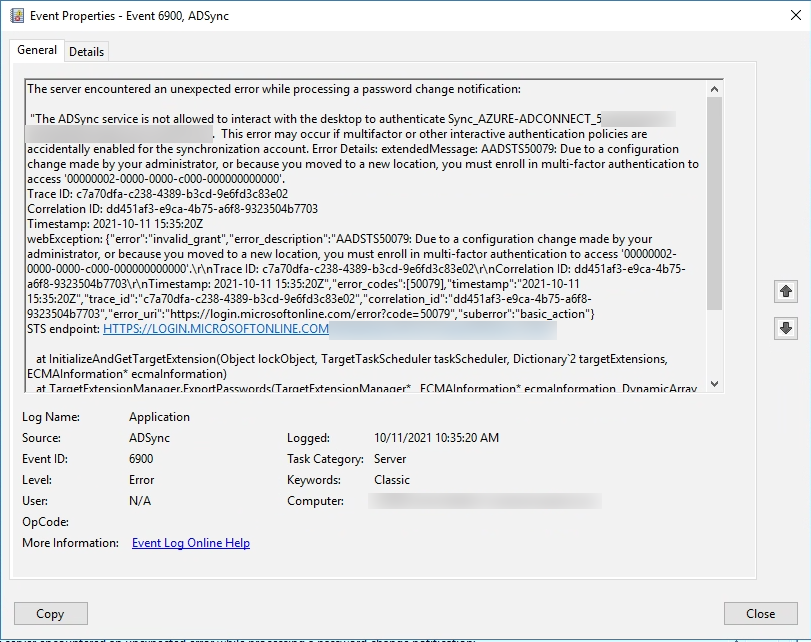 Event Properties - Event 6900, ADSync
General
Details
The server encountered an unexpected error while processing a password change notification:
"The ADSync service is not allowed to interact with the desktop to authenticate Sync_AZURE-ADCONNECT_5
. This error may occur if multifactor or other interactive authentication policies are
accidentally enabled for the synchronization account. Error Details: extendedMessage: AADSTS50079: Due to a configuration
change made by your administrator, or because you moved to a new location, you must enroll in multi-factor authentication to
access '00000002-0000-0000-c000-000000000000'.
Trace ID: c7a70dfa-c238-4389-b3cd-9e6fd3c83e02
Correlation ID: dd451af3-e9ca-4b75-a6f8-9323504b7703
Timestamp: 2021-10-11 15:35:20Z
webException: {"error":"invalid_grant","error_description":"AADSTS50079: Due to a configuration change made by your
administrator, or because you moved to a new location, you must enroll in multi-factor authentication to access '00000002-
0000-0000-c000-000000000000'.\r\nTrace ID: c7a70dfa-c238-4389-b3cd-9e6fd3c83e02\r\nCorrelation ID: dd451af3-e9ca-4b75-
a6f8-9323504b7703\r\nTimestamp: 2021-10-11 15:35:20Z","error_codes":[50079],"timestamp":"2021-10-11
15:35:20Z","trace_id":"c7a70dfa-c238-4389-b3cd-9e6fd3c83e02","correlation_id":"dd451af3-e9ca-4b75-a6f8-
9323504b7703","error_uri":"https://login.microsoftonline.com/error?code=50079","suberror":"basic_action"}
STS endpoint: HTTPS://LOGIN.MICROSOFTONLINE.COM
at InitializeAndGetTargetExtension(Object lockObject, TargetTaskScheduler taskScheduler, Dictionary`2 targetExtensions,
ECMAInformation* ecmaInformation)
at TargetExtensionManager.ExportPasswords(TargetExtensionManager* , ECMAInformation* ecmaInformation, DynamicArray
Log Name: Application
Source: ADSync Logged: 10/11/2021 10:35:20 AM
Event ID: 6900 Task Category: Server
Level: Error Keywords: Classic
User: N/A Computer:
OpCode:
More Information: Event Log Online Help
Copy Close
server encountered an unexpected error while processing a password change notification: